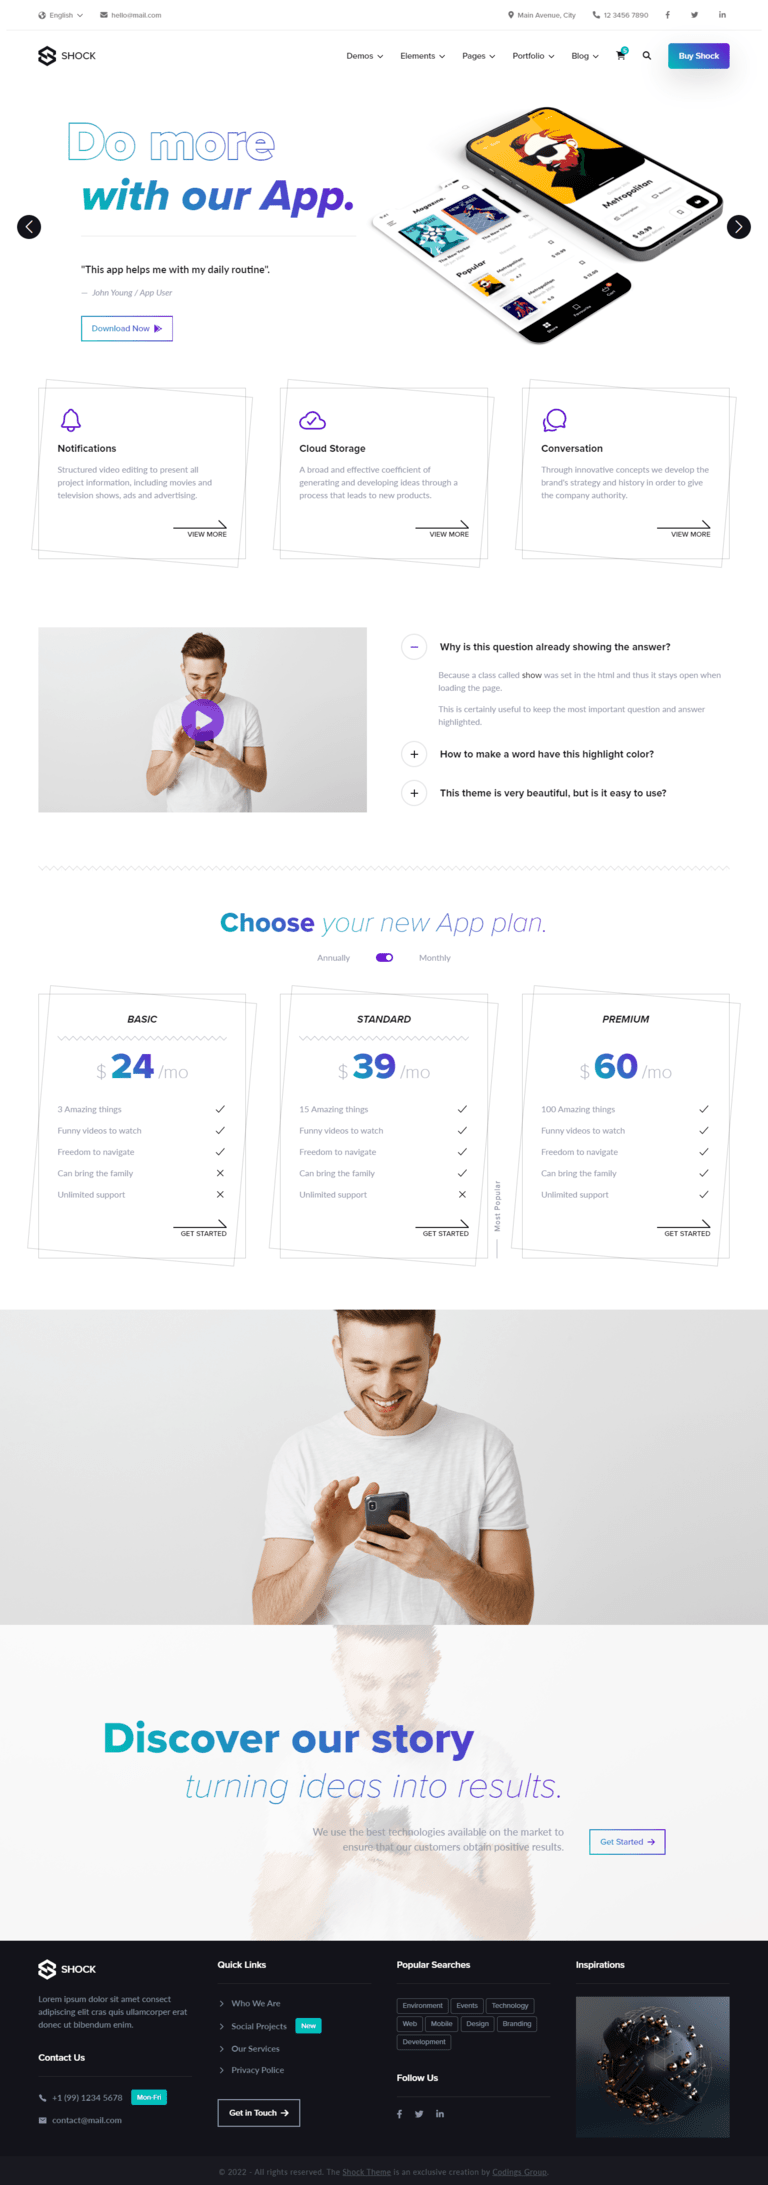 English
hello@mail.com
Main Avenue, City
12 3456 7890
SHOCK
Demos
Elements
Pages
Portfolio
Blog
Buy Shock
Do more
with our App.
"This app helps me with my daily routine".
— John Young / App User
Download Now
Magazine.
The New Yorker
The New Yorker
Popular
Metropolitan
Metropolitan
Metropolitan
$ 10.99
Notifications
Structured video editing to present all
project information, including movies and
television shows, ads and advertising.
VIEW MORE
Cloud Storage
A broad and effective coefficient of
generating and developing ideas through a
process that leads to new products.
VIEW MORE
Conversation
Through innovative concepts we develop the
brand's strategy and history in order to give
the company authority.
VIEW MORE
Why is this question already showing the answer?
Because a class called show was set in the html and thus it stays open when
loading the page.
This is certainly useful to keep the most important question and answer
highlighted.
How to make a word have this highlight color?
This theme is very beautiful, but is it easy to use?
Choose your new App plan.
Annually
Monthly
BASIC
$ 24 /mo
3 Amazing things
Funny videos to watch
Freedom to navigate
Can bring the family
Unlimited support
GET STARTED
STANDARD
$ 39 /mo
15 Amazing things
Funny videos to watch
Freedom to navigate
Can bring the family
Unlimited support
GET STARTED
Most Popular
PREMIUM
$ 60 /mo
100 Amazing things
Funny videos to watch
Freedom to navigate
Can bring the family
Unlimited support
GET STARTED
Discover our story
turning ideas into results.
We use the best technologies available on the market to
ensure that our customers obtain positive results.
Get Started
SHOCK
Lorem ipsum dolor sit amet consect
adipiscing elit cras quis ullamcorper erat
donec ut bibendum enim.
Contact Us
+1 (99) 1234 5678
Mon-Fri
contact@mail.com
Quick Links
Who We Are
Social Projects
New
Our Services
Privacy Police
Get in Touch
Popular Searches
Environment
Events
Technology
Web
Mobile
Design
Branding
Development
Follow Us
Inspirations
© 2022 - All rights reserved. The Shock Theme is an exclusive creation by Codings Group.